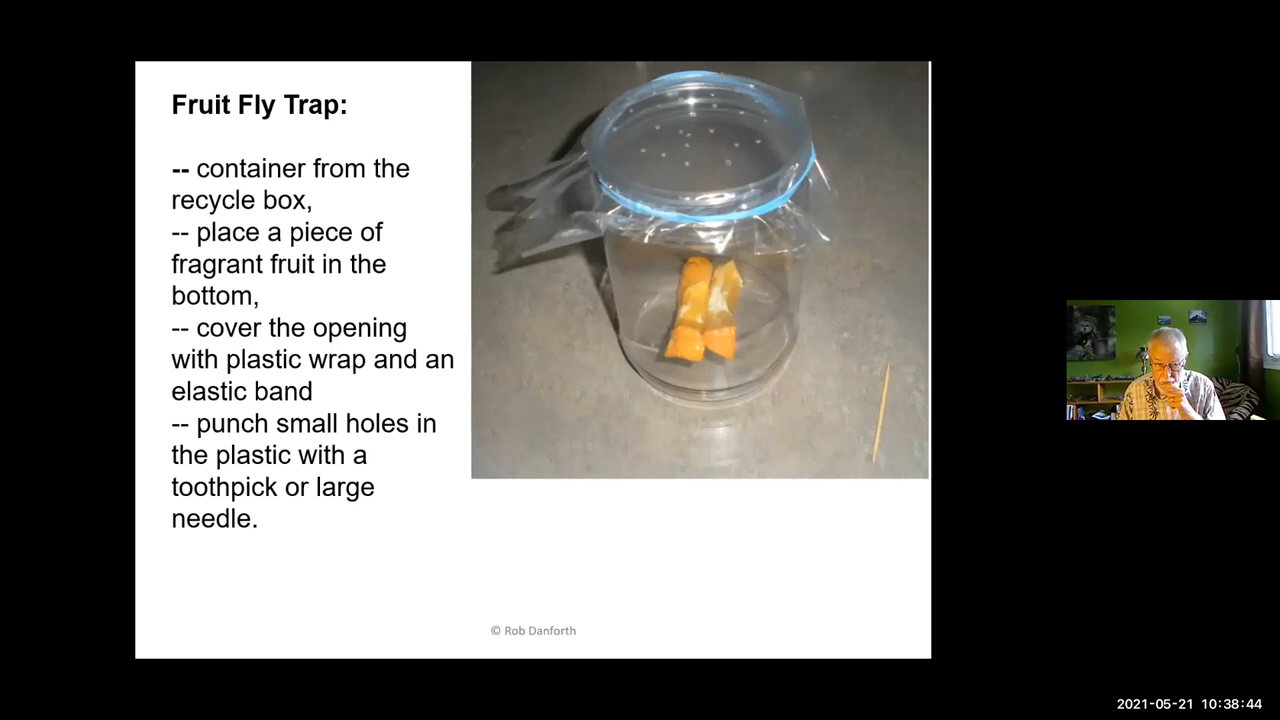 Fruit Fly Trap:
-- container from the
recycle box,
-- place a piece of
fragrant fruit in the
bottom,
-- cover the opening
with plastic wrap and an
elastic band
-- punch small holes in
the plastic with a
toothpick or large
needle.
© Rob Danforth
2021-05-21 10:38:44